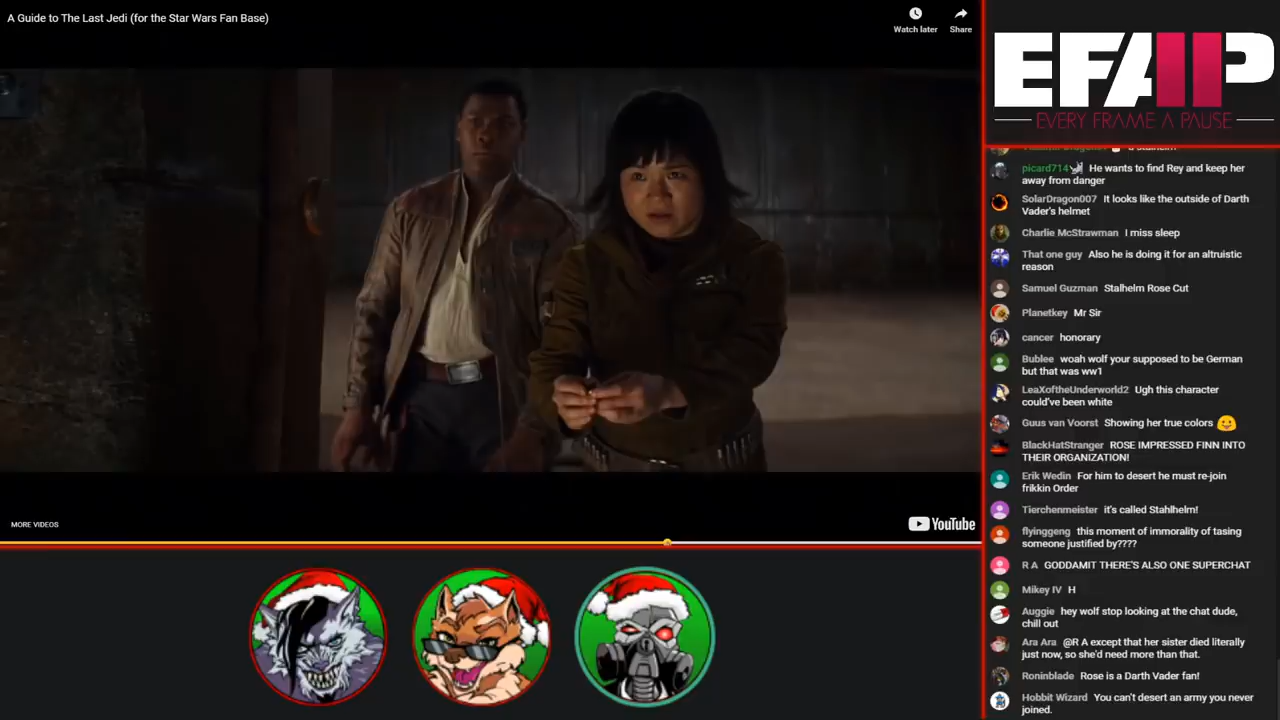 A Guide to The Last Jedi (for the Star Wars Fan Base)
Watch later
Share
MORE VIDEOS
YouTube
EFAP
EVERY FRAME A PAUSE
picard714 He wants to find Rey and keep her
away from danger
SolarDragon007 It looks like the outside of Darth
Vader's helmet
Charlie McStrawman I miss sleep
That one guy Also he is doing it for an altruistic
reason
Samuel Guzman Stalhelm Rose Cut
Planetkey Mr Sir
cancer honorary
Bublee woah wolf your supposed to be German
but that was ww1
LeaXoftheUnderworld2 Ugh this character
could've been white
Guus van Voorst Showing her true colors
BlackHatStranger ROSE IMPRESSED FINN INTO
THEIR ORGANIZATION!
Erik Wedin For him to desert he must re-join
frikkin Order
Tierchenmeister it's called Stahlhelm!
flyinggeng this moment of immorality of tasing
someone justified by????
R A GODDAMIT THERE'S ALSO ONE SUPERCHAT
Mikey IV H
Auggie hey wolf stop looking at the chat dude,
chill out
Ara Ara @R A except that her sister died literally
just now, so she'd need more than that.
Roninblade Rose is a Darth Vader fan!
Hobbit Wizard You can't desert an army you never
joined.